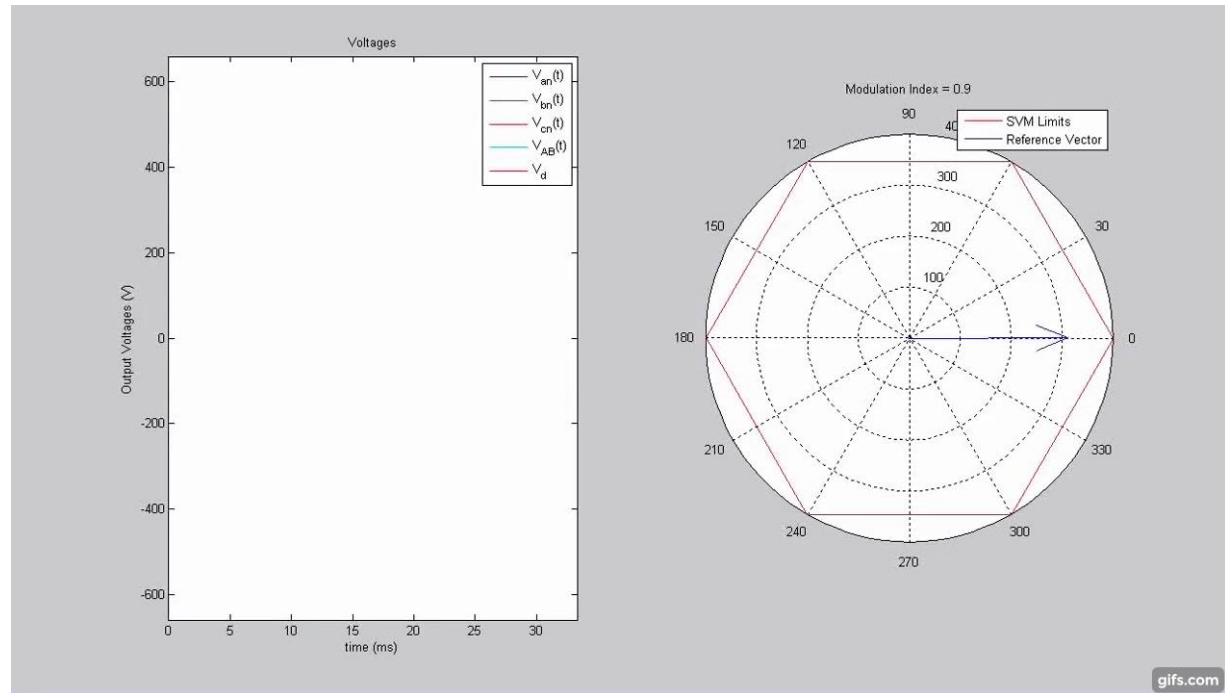 Voltages
V_an(t)
V_bn(t)
V_cn(t)
V_AB(t)
V_d
600
400
200
0
-200
-400
-600
Output Voltages (V)
0 5 10 15 20 25 30
time (ms)
Modulation Index = 0.9
SVM Limits
Reference Vector
90
40
120
300
150
200
30
100
180
0
210
330
240
300
270
gifs.com